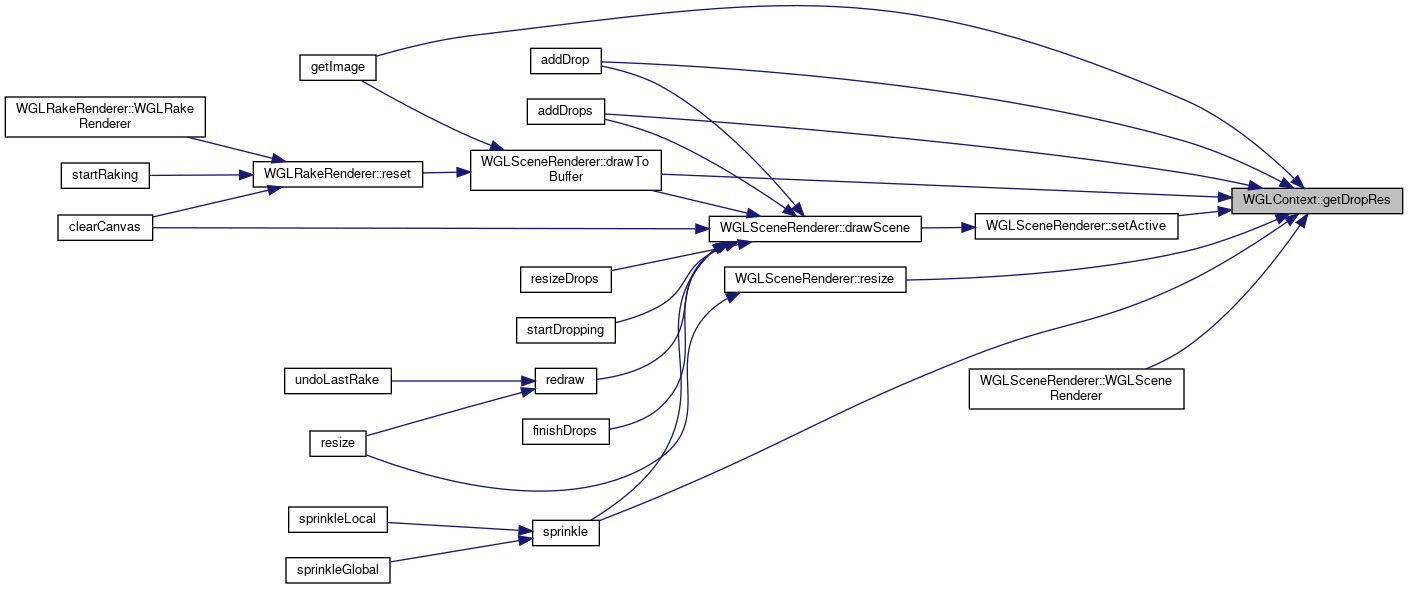 getImage
addDrop
WGLRakeRenderer::WGLRake
Renderer
addDrops
startRaking
WGLRakeRenderer::reset
WGLSceneRenderer::drawTo
Buffer
WGLContext::getDropRes
clearCanvas
WGLSceneRenderer::drawScene
WGLSceneRenderer::setActive
resizeDrops
WGLSceneRenderer::resize
startDropping
undoLastRake
redraw
WGLSceneRenderer::WGLScene
Renderer
finishDrops
resize
sprinkleLocal
sprinkle
sprinkleGlobal